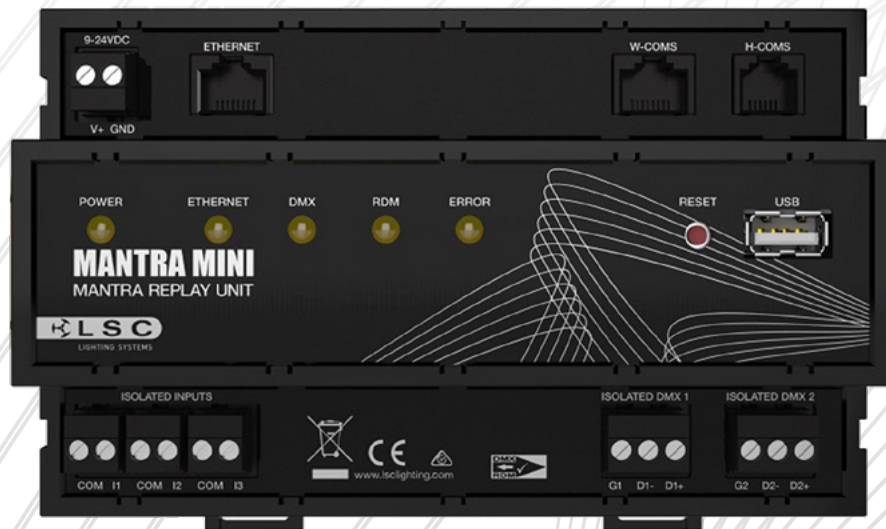 9-24VDC
ETHERNET
W-COMS
H-COMS
V+ GND
POWER
ETHERNET
DMX
RDM
ERROR
RESET
USB
MANTRA MINI
MANTRA REPLAY UNIT
LSC
LIGHTING SYSTEMS
ISOLATED INPUTS
ISOLATED DMX 1
ISOLATED DMX 2
CE
DMX
RDM
www.lsclighting.com
COM I1 COM I2 COM I3
G1 D1- D1+
G2 D2- D2+